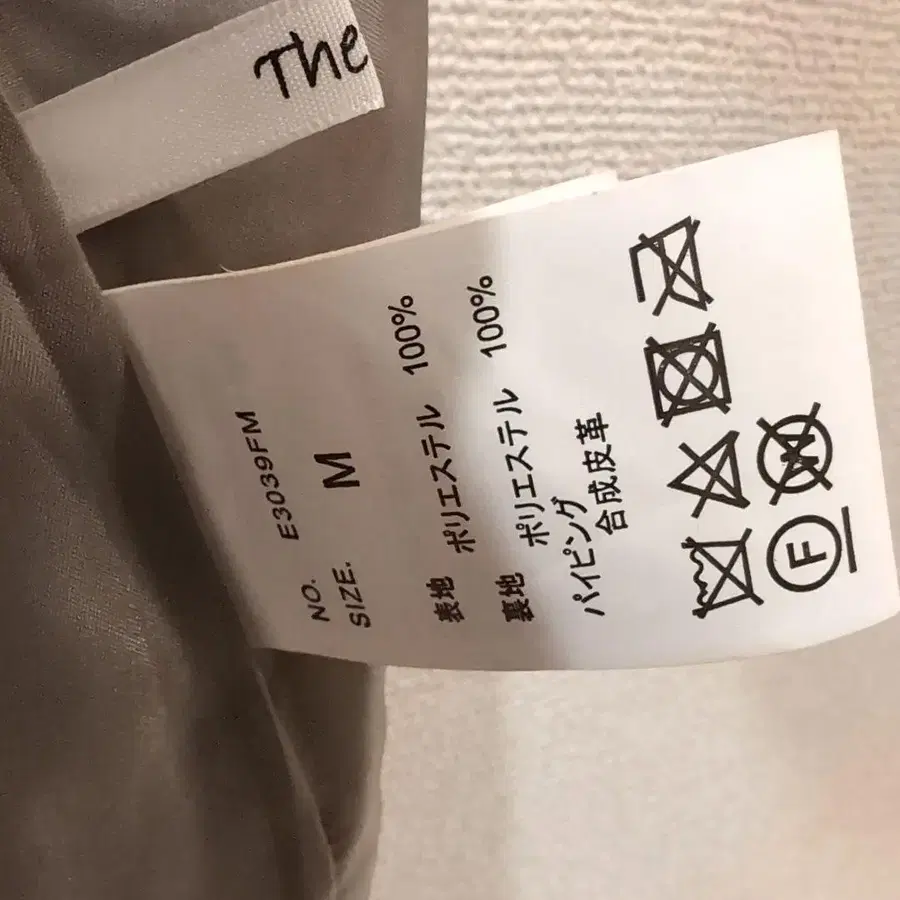 The
NO. E3039FM
SIZE. M
表地 ポリエステル 100%
裏地 ポリエステル 100%
パイピング
合成皮革
F
W